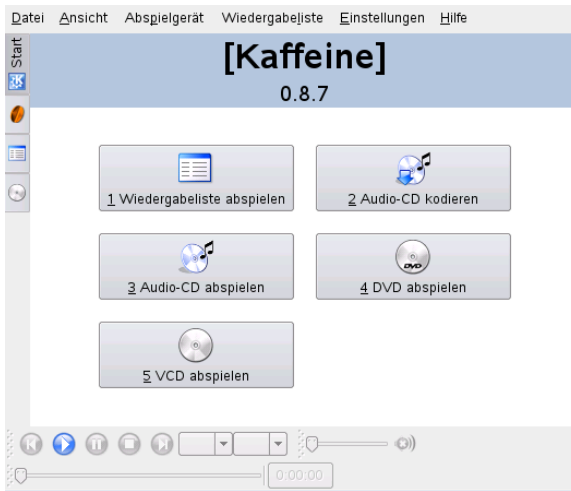 Datei Ansicht Abspielgerät Wiedergabeliste Einstellungen Hilfe
Start
[Kaffeine]
0.8.7
1 Wiedergabeliste abspielen
2 Audio-CD kodieren
3 Audio-CD abspielen
DVD
4 DVD abspielen
5 VCD abspielen
0:00:00